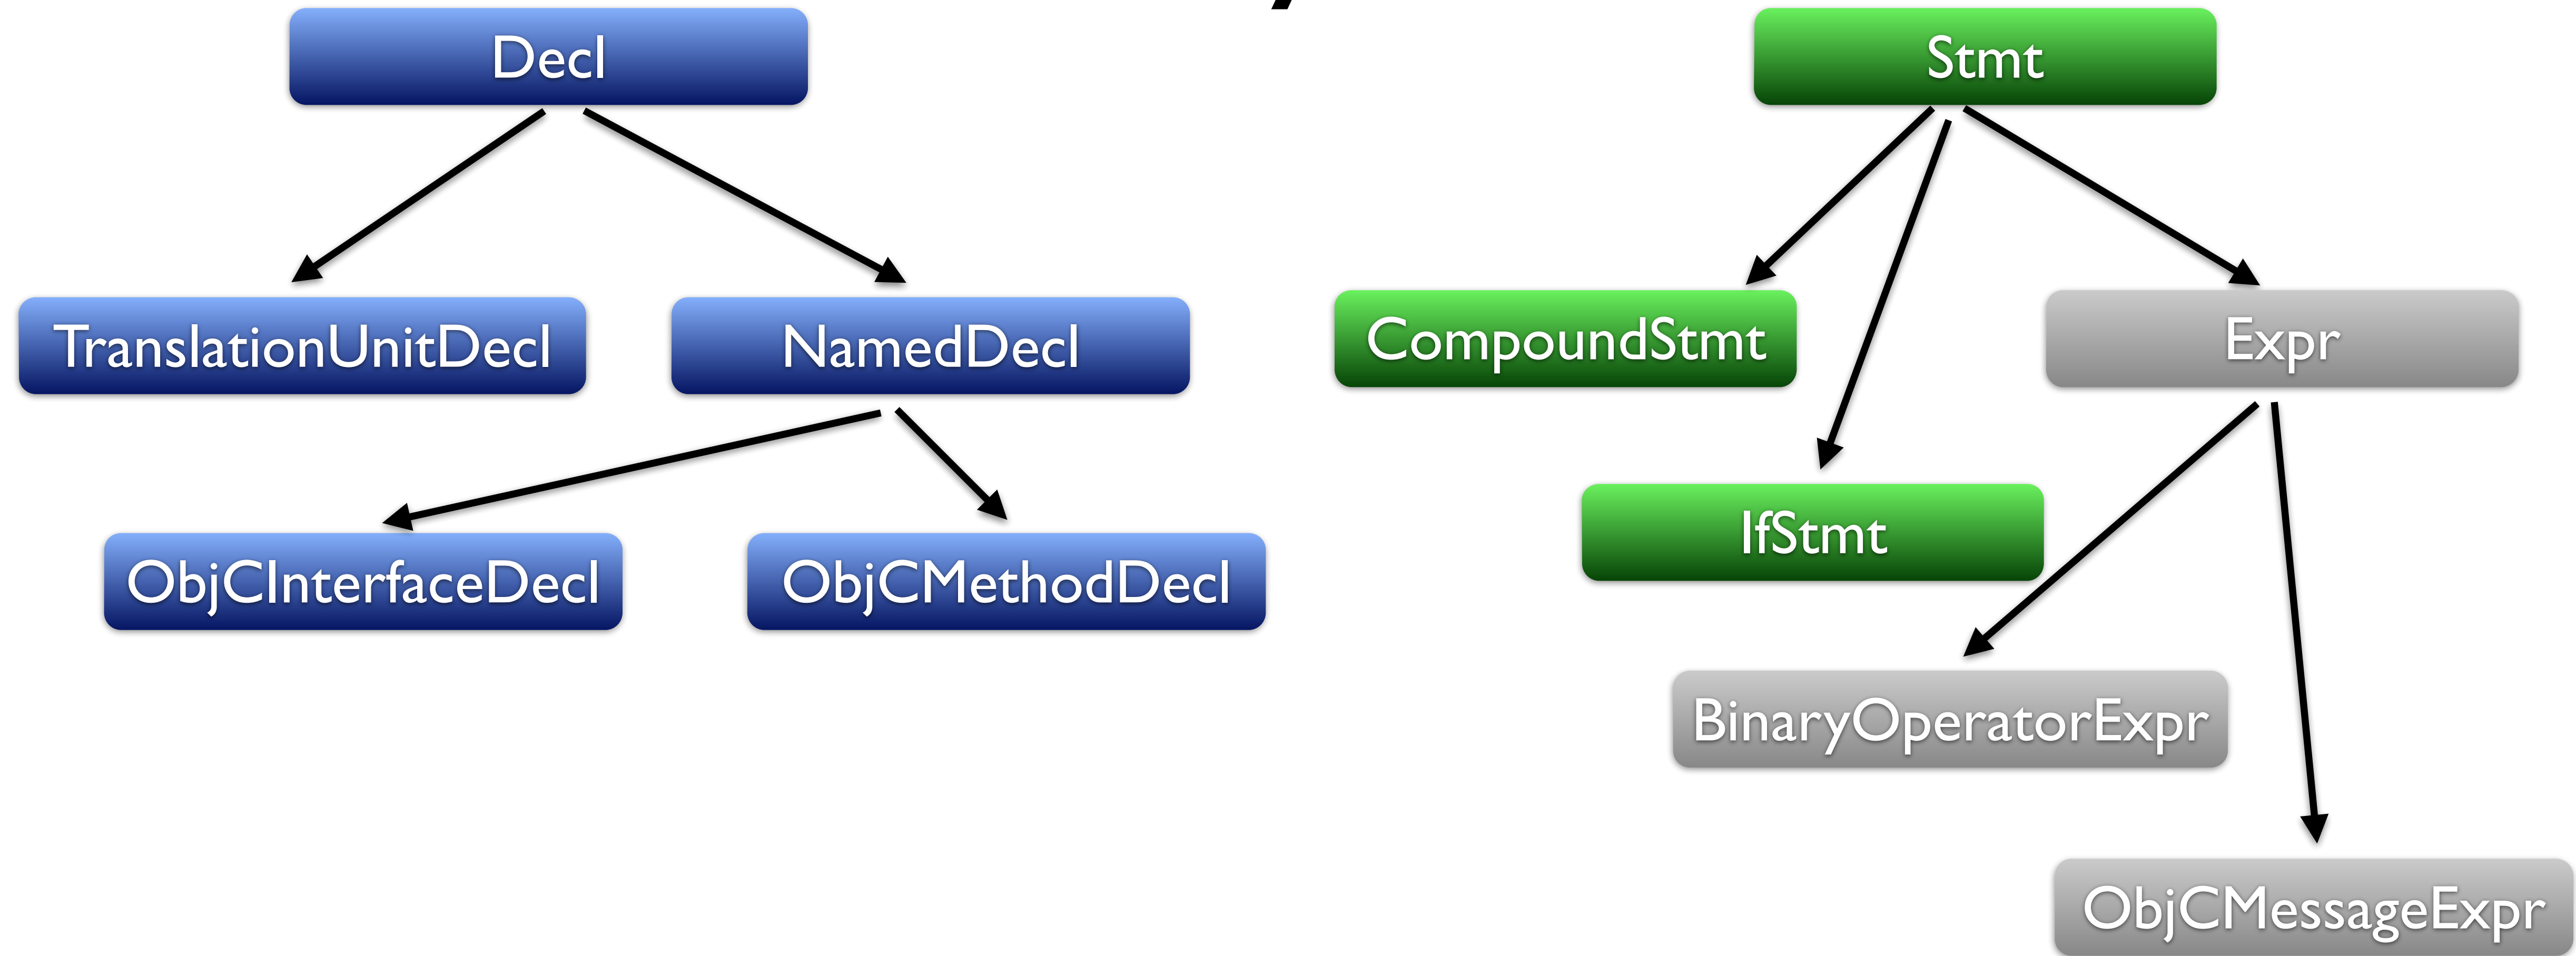 Decl
Stmt
TranslationUnitDecl
NamedDecl
CompoundStmt
Expr
IfStmt
ObjCInterfaceDecl
ObjCMethodDecl
BinaryOperatorExpr
ObjCMessageExpr